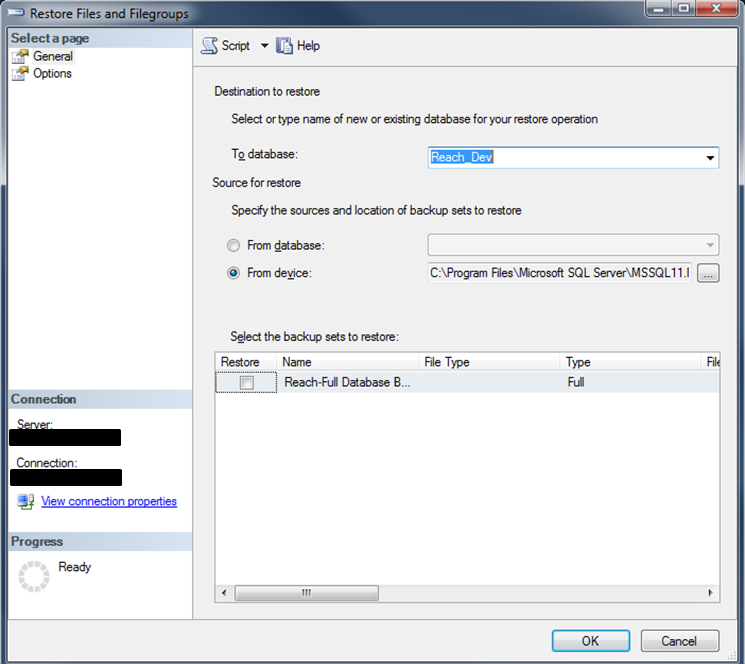 Restore Files and Filegroups
Select a page
General
Options
Script
Help
Destination to restore
Select or type name of new or existing database for your restore operation
To database:
Reach_Dev
Source for restore
Specify the sources and location of backup sets to restore
From database:
From device:
C:\Program Files\Microsoft SQL Server\MSSQL11.I
...
Select the backup sets to restore:
Restore Name File Type Type File
Reach-Full Database B... Full
Connection
Server:
Connection:
View connection properties
Progress
Ready
OK Cancel